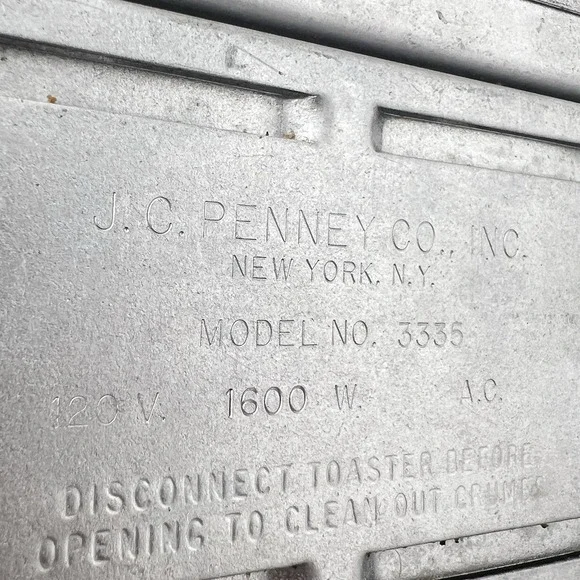 J.C. PENNEY CO., INC.
NEW YORK, N.Y.
MODEL NO. 3335
120 V. 1600 W. A.C.
DISCONNECT TOASTER BEFORE
OPENING TO CLEAN OUT CRUMBS